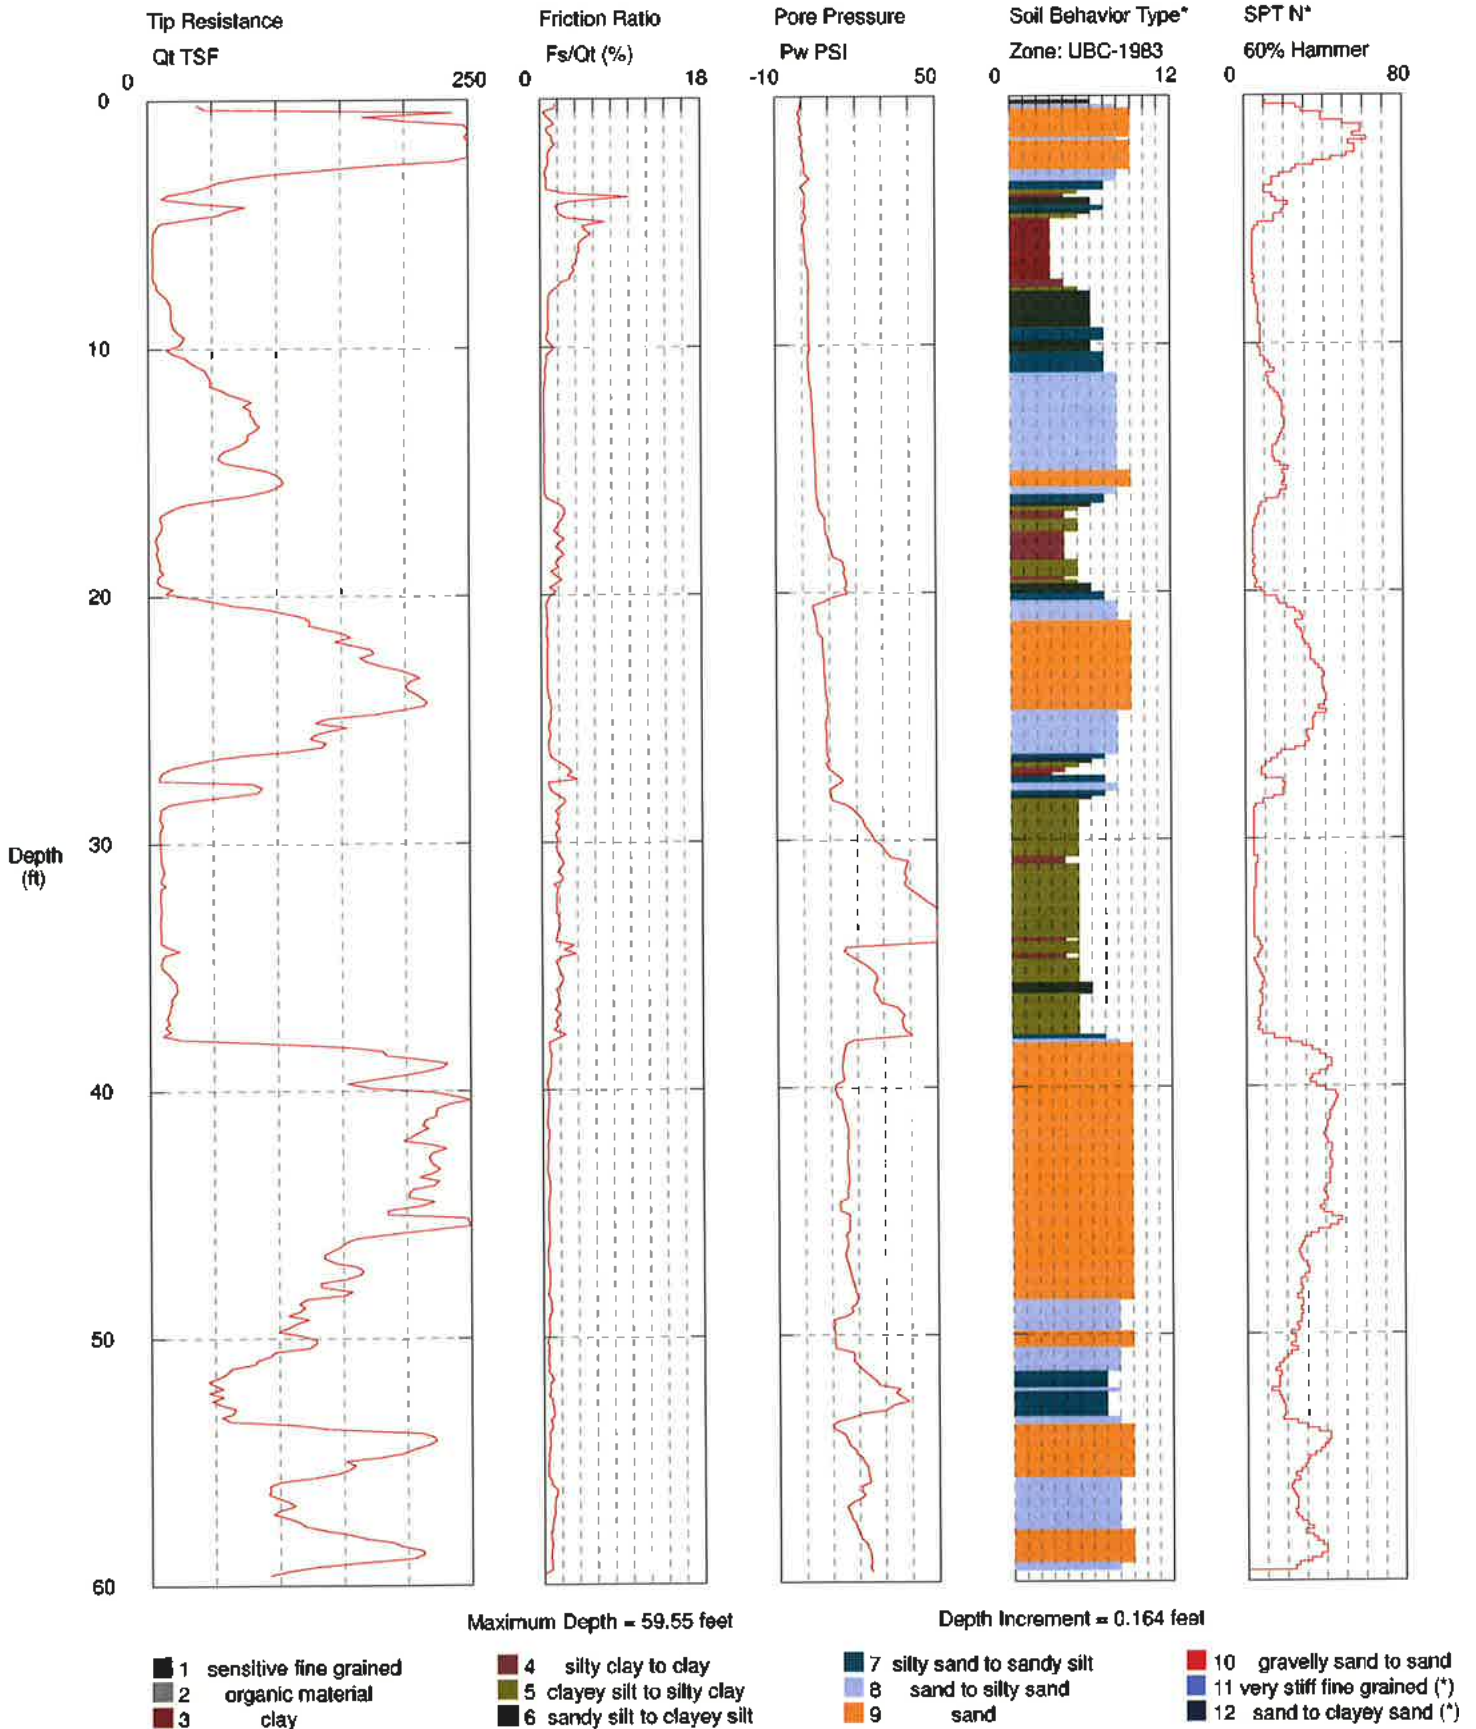 Tip Resistance
Qt TSF
0 250
Friction Ratio
Fs/Qt (%)
0 18
Pore Pressure
Pw PSI
-10 50
Soil Behavior Type*
Zone: UBC-1983
0 12
SPT N*
60% Hammer
0 80
0
10
20
30
Depth
(ft)
40
50
60
Maximum Depth = 59.55 feet
Depth Increment = 0.164 feet
1 sensitive fine grained
2 organic material
3 clay
4 silty clay to clay
5 clayey silt to silty clay
6 sandy silt to clayey silt
7 silty sand to sandy silt
8 sand to silty sand
9 sand
10 gravelly sand to sand
11 very stiff fine grained (*)
12 sand to clayey sand (*)